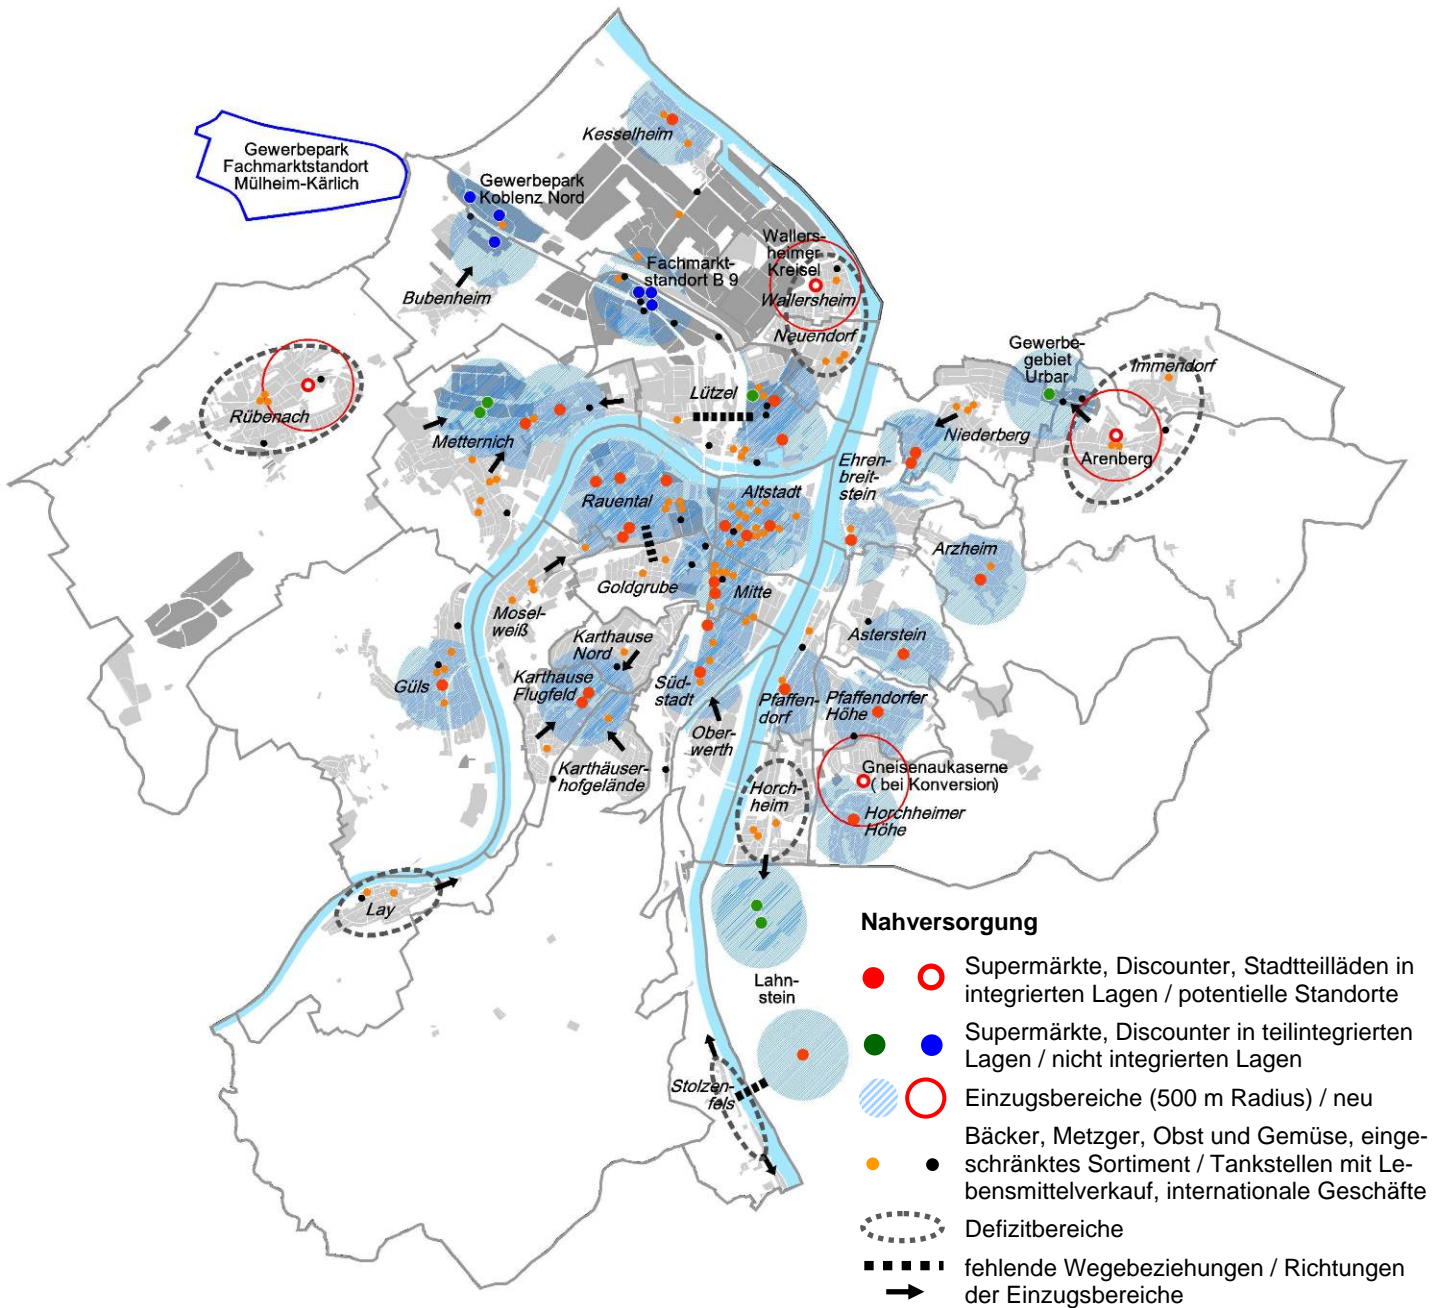 Kesselheim
Gewerbepark
Fachmarktstandort
Mülheim-Kärlich
Gewerbepark
Koblenz Nord
Bubenheim
Fachmarkt-
standort B 9
Wallers-
heimer
Kreisel
Wallersheim
Neuendorf
Gewerbe-
gebiet
Urbar
Immendorf
Rübenach
Lützel
Metternich
Niederberg
Arenberg
Ehren-
breit-
stein
Rauental
Altstadt
Arzheim
Goldgrube
Mitte
Mosel-
weiß
Karthause
Nord
Asterstein
Güls
Karthause
Flugfeld
Süd-
stadt
Pfaffen-
dorf
Pfaffendorfer
Höhe
Ober-
werth
Karthäuser-
hofgelände
Gneisenaukaserne
( bei Konversion)
Horch-
heim
Horchheimer
Höhe
Lay
Lahn-
stein
Stolzen-
fels
Nahversorgung
Supermärkte, Discounter, Stadtteilläden in
integrierten Lagen / potentielle Standorte
Supermärkte, Discounter in teilintegrierten
Lagen / nicht integrierten Lagen
Einzugsbereiche (500 m Radius) / neu
Bäcker, Metzger, Obst und Gemüse, einge-
schränktes Sortiment / Tankstellen mit Le-
bensmittelverkauf, internationale Geschäfte
Defizitbereiche
fehlende Wegebeziehungen / Richtungen
der Einzugsbereiche